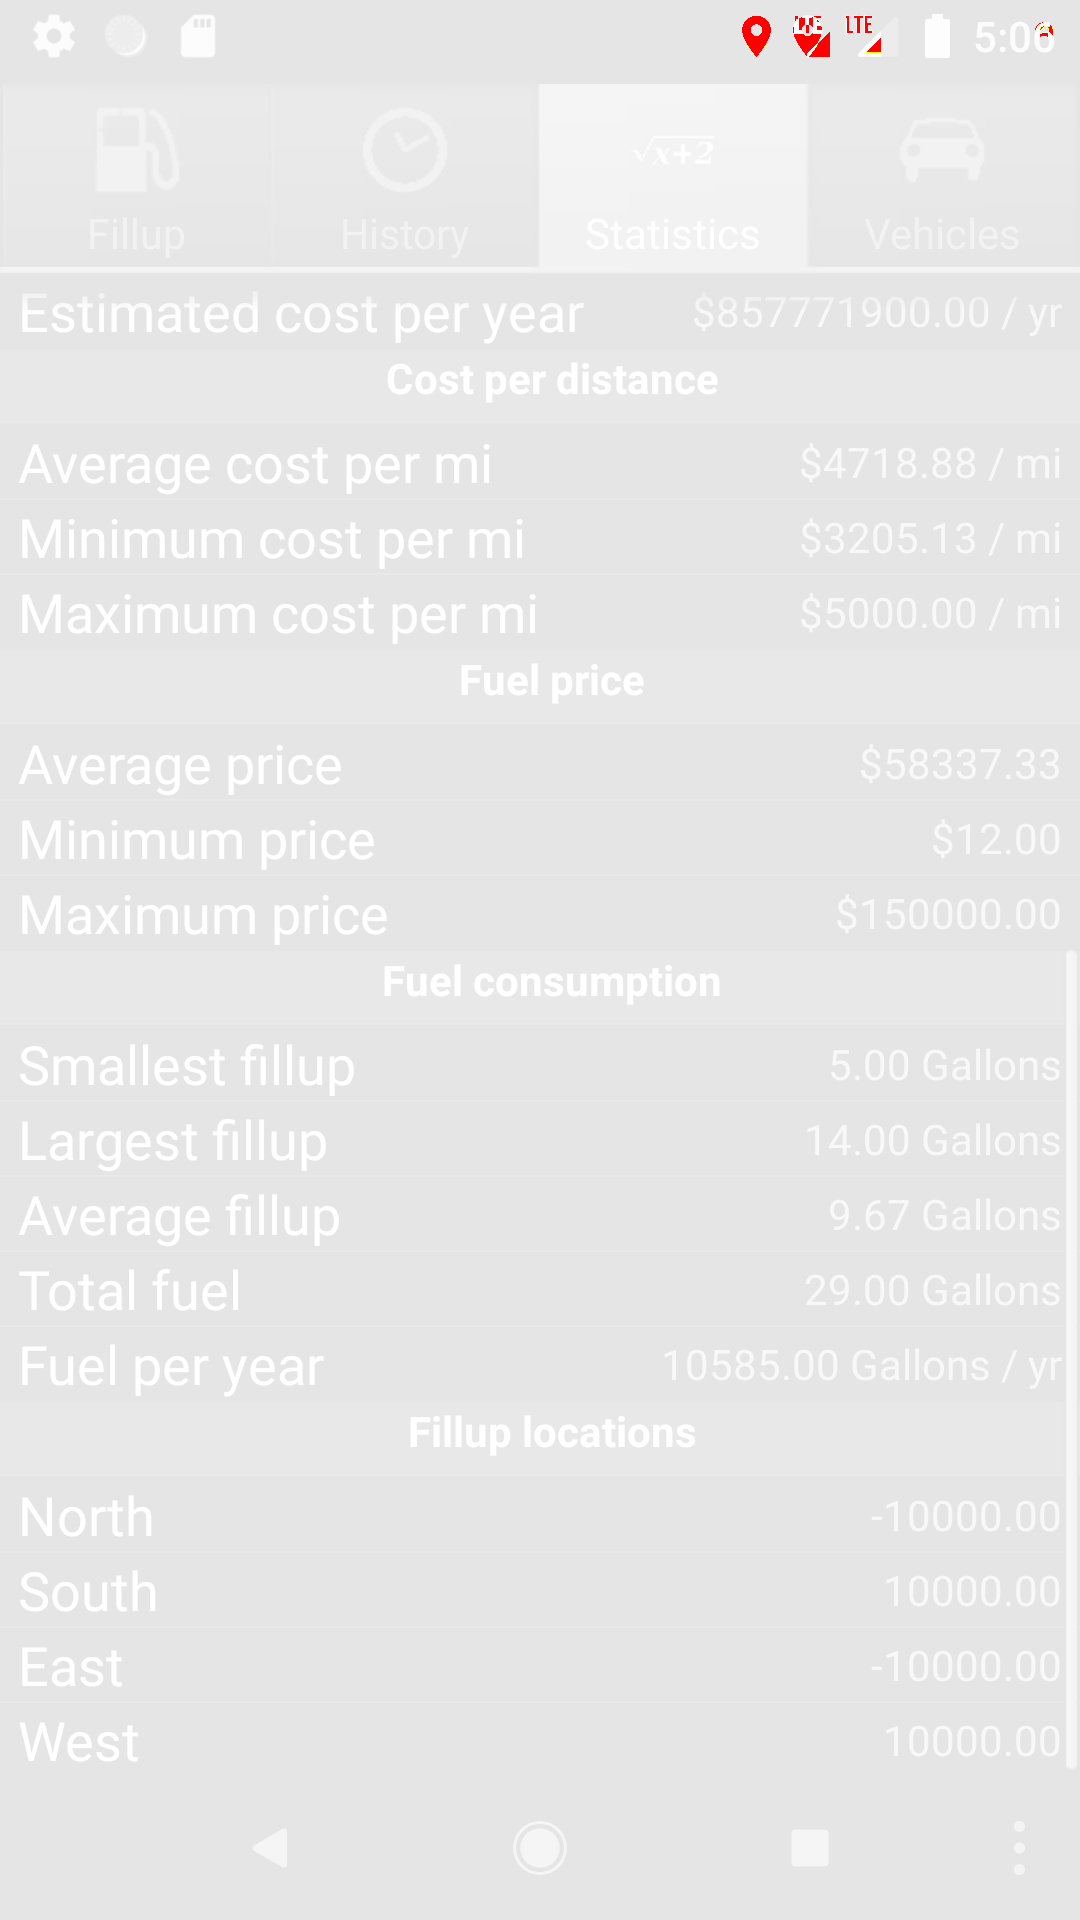 LTE 5:06
√x+2
Fillup History Statistics Vehicles
Estimated cost per year $857771900.00 / yr
Cost per distance
Average cost per mi $4718.88 / mi
Minimum cost per mi $3205.13 / mi
Maximum cost per mi $5000.00 / mi
Fuel price
Average price $58337.33
Minimum price $12.00
Maximum price $150000.00
Fuel consumption
Smallest fillup 5.00 Gallons
Largest fillup 14.00 Gallons
Average fillup 9.67 Gallons
Total fuel 29.00 Gallons
Fuel per year 10585.00 Gallons / yr
Fillup locations
North -10000.00
South 10000.00
East -10000.00
West 10000.00